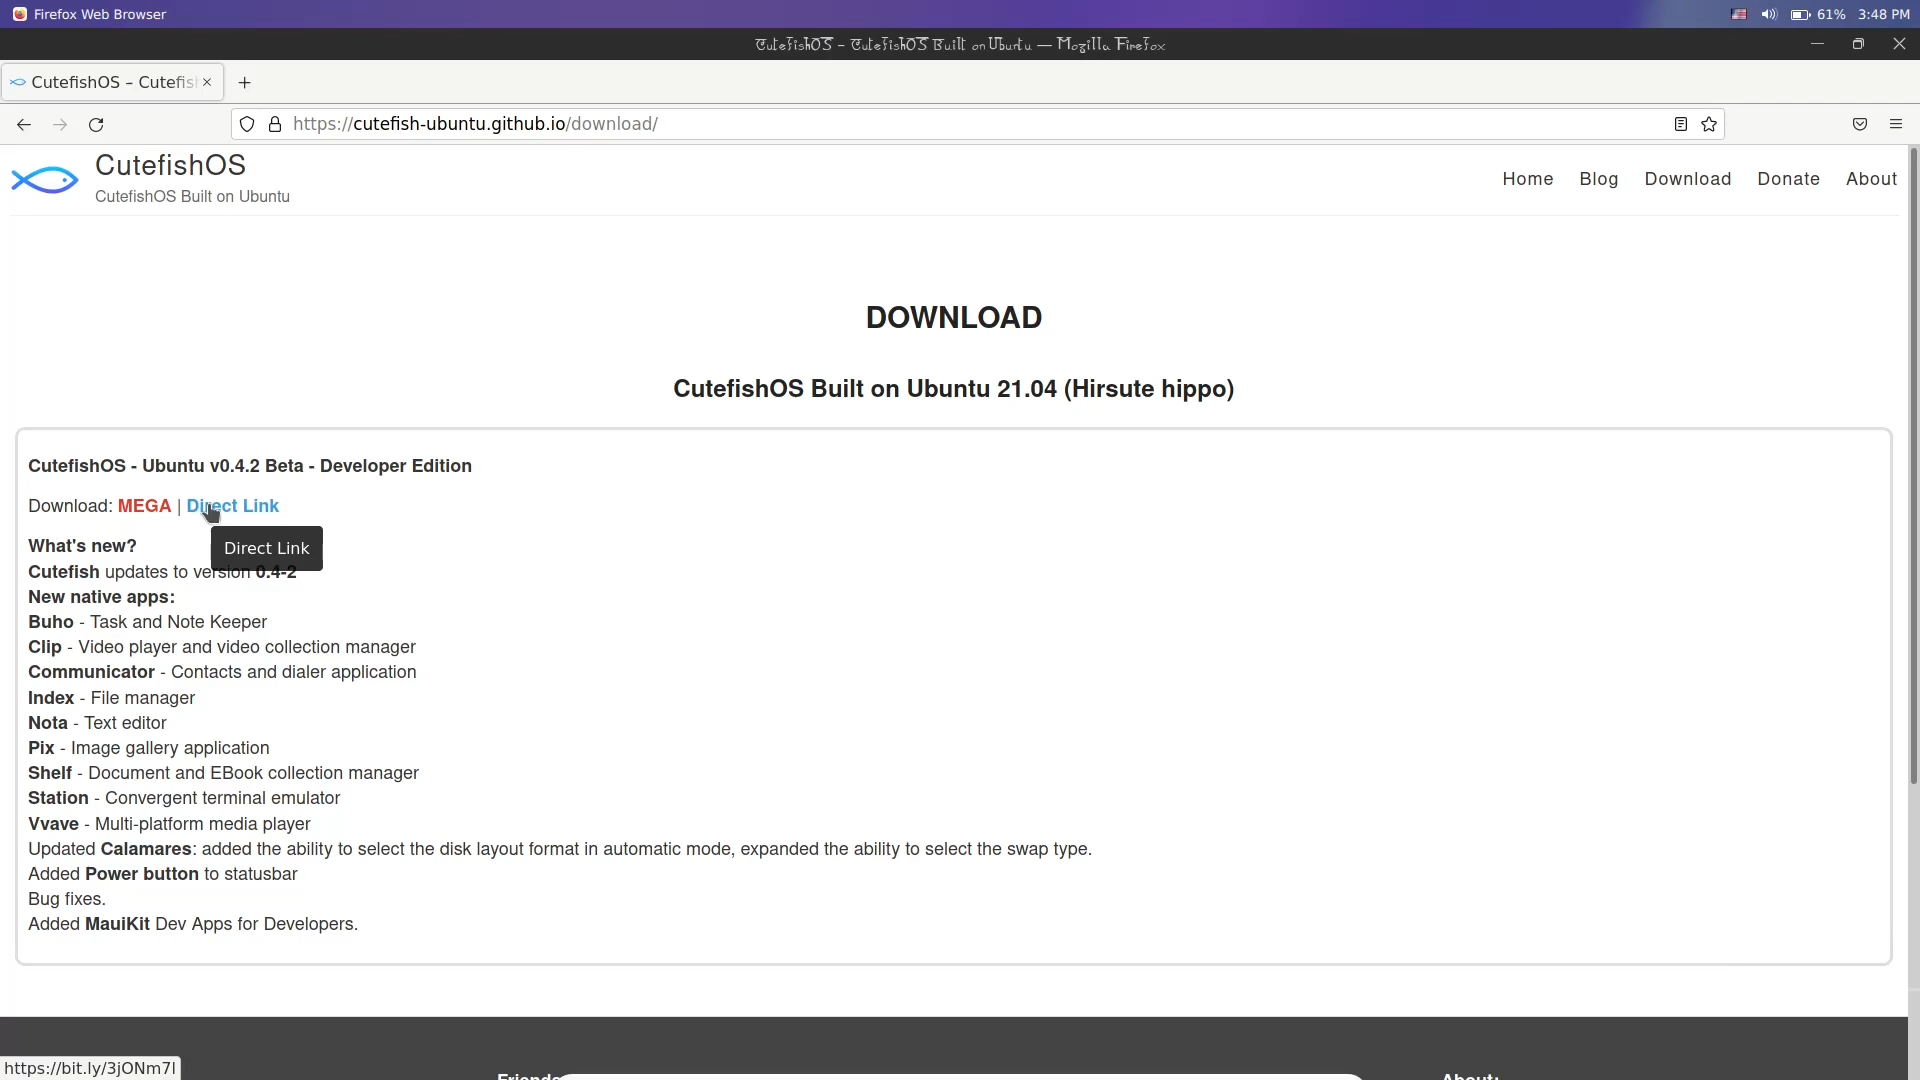 Firefox Web Browser
61% 3:48 PM
CutefishOS – CutefishOS Built on Ubuntu — Mozilla Firefox
CutefishOS – Cutefis
https://cutefish-ubuntu.github.io/download/
CutefishOS
CutefishOS Built on Ubuntu
Home Blog Download Donate About
DOWNLOAD
CutefishOS Built on Ubuntu 21.04 (Hirsute hippo)
CutefishOS - Ubuntu v0.4.2 Beta - Developer Edition
Download: MEGA | Direct Link
Direct Link
What's new?
Cutefish updates to version 0.4-2
New native apps:
Buho - Task and Note Keeper
Clip - Video player and video collection manager
Communicator - Contacts and dialer application
Index - File manager
Nota - Text editor
Pix - Image gallery application
Shelf - Document and EBook collection manager
Station - Convergent terminal emulator
Vvave - Multi-platform media player
Updated Calamares: added the ability to select the disk layout format in automatic mode, expanded the ability to select the swap type.
Added Power button to statusbar
Bug fixes.
Added MauiKit Dev Apps for Developers.
Friends
About: